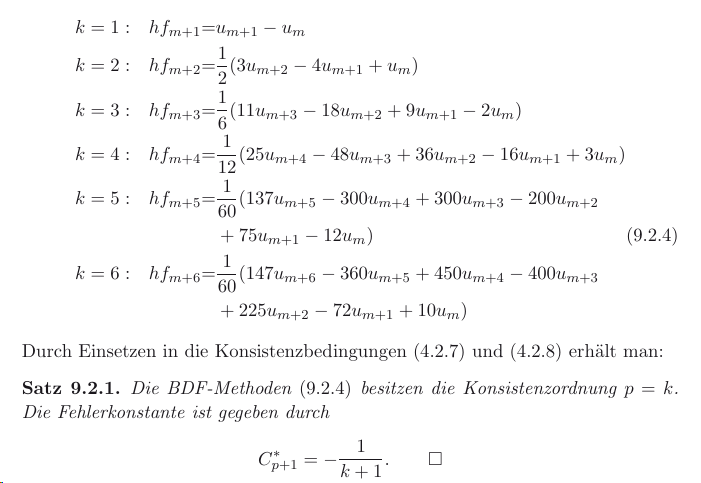 k = 1 :   hf_{m+1}=u_{m+1} − u_m
k = 2 :   hf_{m+2}=\frac{1}{2}(3u_{m+2} − 4u_{m+1} + u_m)
k = 3 :   hf_{m+3}=\frac{1}{6}(11u_{m+3} − 18u_{m+2} + 9u_{m+1} − 2u_m)
k = 4 :   hf_{m+4}=\frac{1}{12}(25u_{m+4} − 48u_{m+3} + 36u_{m+2} − 16u_{m+1} + 3u_m)
k = 5 :   hf_{m+5}=\frac{1}{60}(137u_{m+5} − 300u_{m+4} + 300u_{m+3} − 200u_{m+2}
+ 75u_{m+1} − 12u_m)   (9.2.4)
k = 6 :   hf_{m+6}=\frac{1}{60}(147u_{m+6} − 360u_{m+5} + 450u_{m+4} − 400u_{m+3}
+ 225u_{m+2} − 72u_{m+1} + 10u_m)
Durch Einsetzen in die Konsistenzbedingungen (4.2.7) und (4.2.8) erhält man:
Satz 9.2.1. Die BDF-Methoden (9.2.4) besitzen die Konsistenzordnung p = k.
Die Fehlerkonstante ist gegeben durch
C^*_{p+1} = −\frac{1}{k + 1}.   □